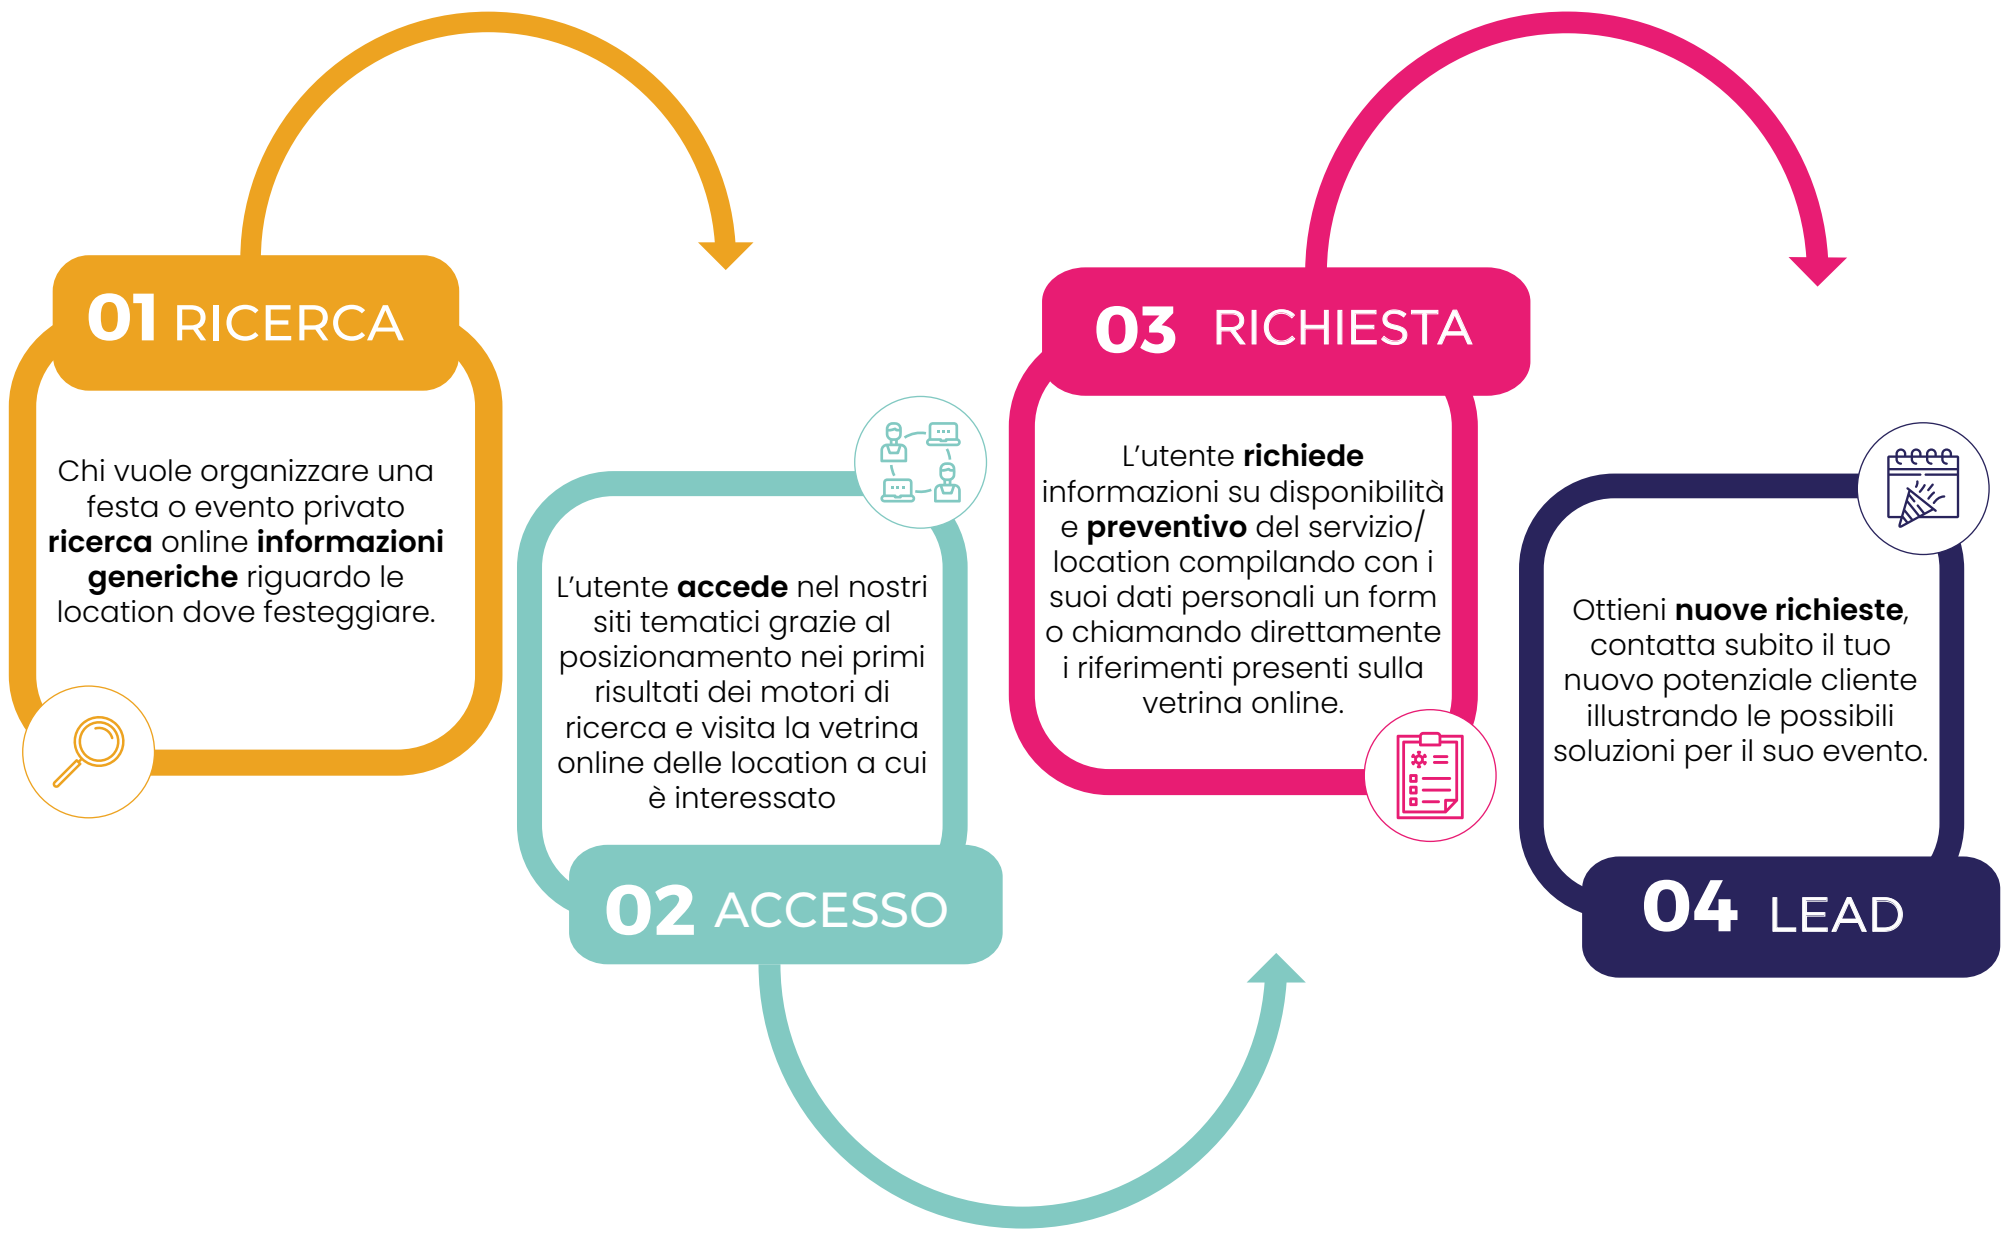 01 RICERCA
Chi vuole organizzare una
festa o evento privato
ricerca online informazioni
generiche riguardo le
location dove festeggiare.
L'utente accede nel nostri
siti tematici grazie al
posizionamento nei primi
risultati dei motori di
ricerca e visita la vetrina
online delle location a cui
è interessato
02 ACCESSO
03 RICHIESTA
L'utente richiede
informazioni su disponibilità
e preventivo del servizio/
location compilando con i
suoi dati personali un form
o chiamando direttamente
i riferimenti presenti sulla
vetrina online.
Ottieni nuove richieste,
contatta subito il tuo
nuovo potenziale cliente
illustrando le possibili
soluzioni per il suo evento.
04 LEAD